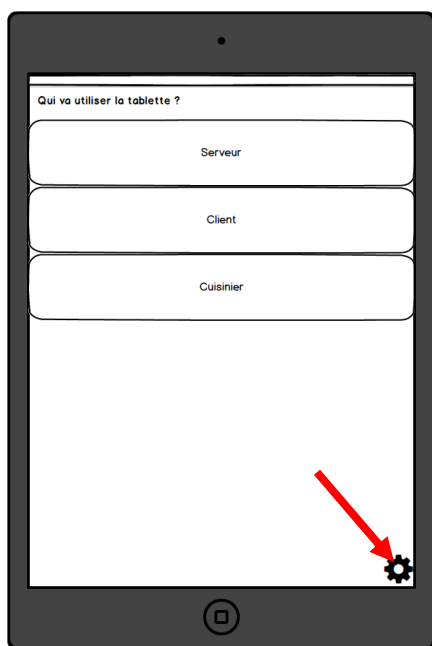 Qui va utiliser la tablette ?
Serveur
Client
Cuisinier